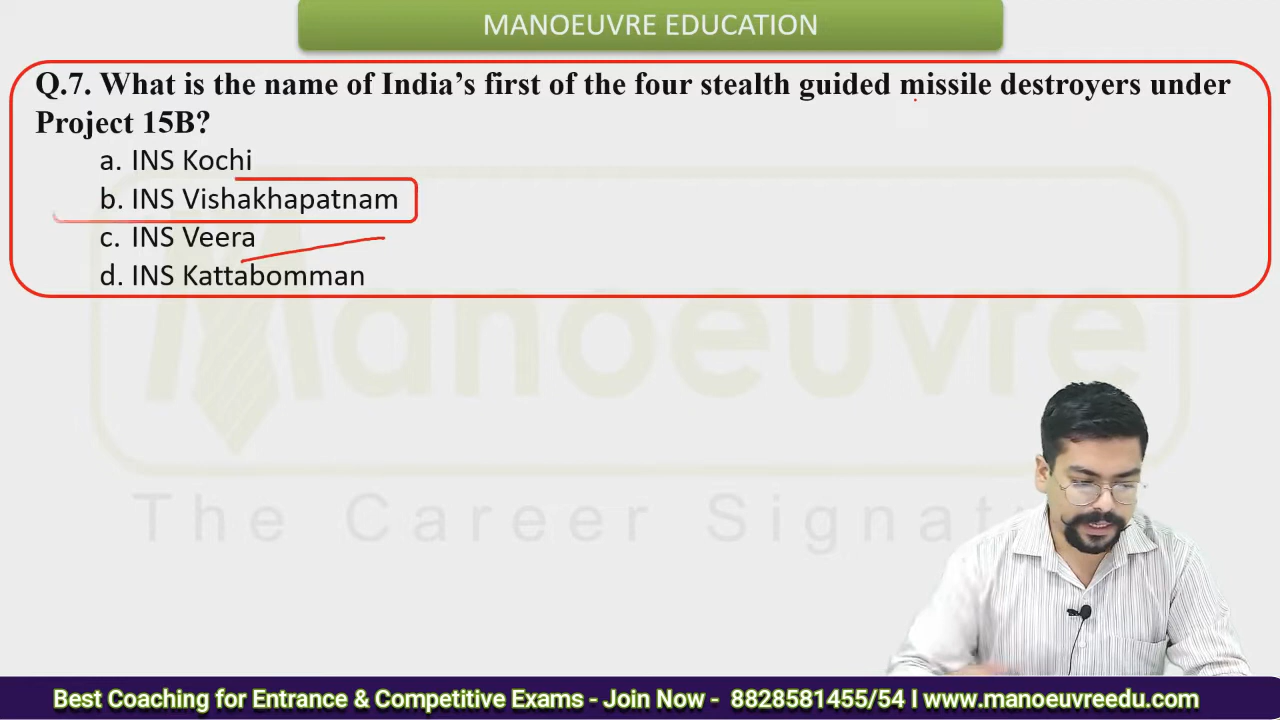 MANOEUVRE EDUCATION
Q.7. What is the name of India’s first of the four stealth guided missile destroyers under
Project 15B?
a. INS Kochi
b. INS Vishakhapatnam
c. INS Veera
d. INS Kattabomman
Manoeuvre
The Career
Best Coaching for Entrance & Competitive Exams - Join Now - 8828581455/54 I www.manoeuvreedu.com